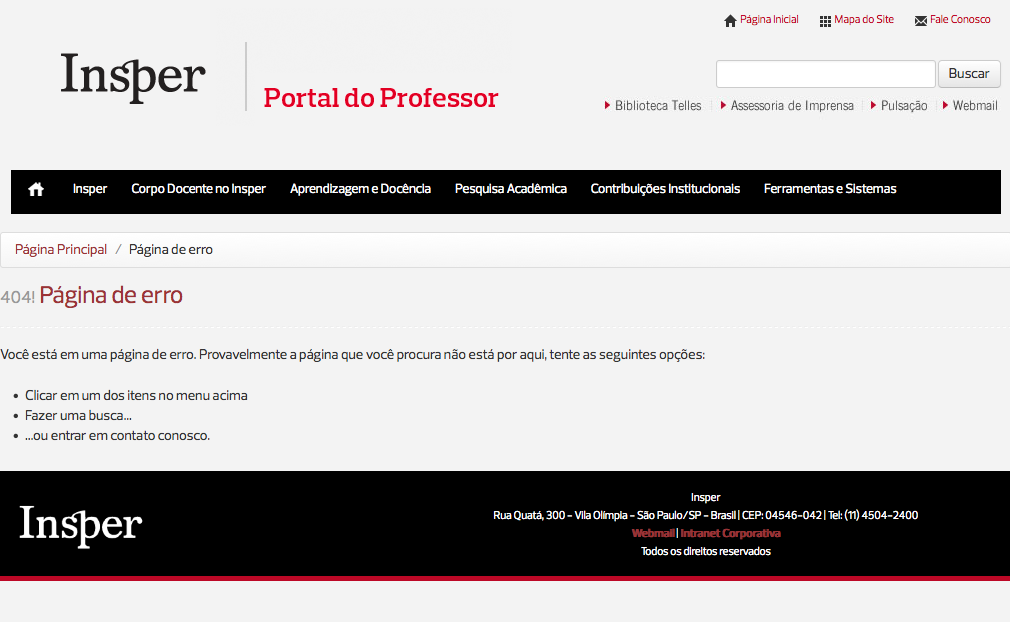 Página Inicial Mapa do Site Fale Conosco
Insper
Portal do Professor
Buscar
Biblioteca Telles Assessoria de Imprensa Pulsação Webmail
Insper Corpo Docente no Insper Aprendizagem e Docência Pesquisa Acadêmica Contribuições Institucionais Ferramentas e Sistemas
Página Principal / Página de erro
404! Página de erro
Você está em uma página de erro. Provavelmente a página que você procura não está por aqui, tente as seguintes opções:
• Clicar em um dos itens no menu acima
• Fazer uma busca...
• ...ou entrar em contato conosco.
Insper
Insper
Rua Quatá, 300 - Vila Olímpia - São Paulo/SP - Brasil | CEP: 04546-042 | Tel: (11) 4504-2400
Webmail | Intranet Corporativa
Todos os direitos reservados